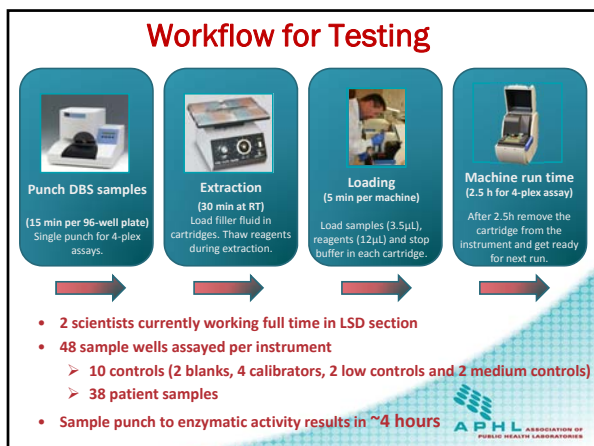 Workflow for Testing
Punch DBS samples
(15 min per 96-well plate)
Single punch for 4-plex
assays.
Extraction
(30 min at RT)
Load filler fluid in
cartridges. Thaw reagents
during extraction.
Loading
(5 min per machine)
Load samples (3.5µL),
reagents (12µL) and stop
buffer in each cartridge.
Machine run time
(2.5 h for 4-plex assay)
After 2.5h remove the
cartridge from the
instrument and get ready
for next run.
• 2 scientists currently working full time in LSD section
• 48 sample wells assayed per instrument
➢ 10 controls (2 blanks, 4 calibrators, 2 low controls and 2 medium controls)
➢ 38 patient samples
• Sample punch to enzymatic activity results in ~4 hours
APHL ASSOCIATION OF
PUBLIC HEALTH LABORATORIES